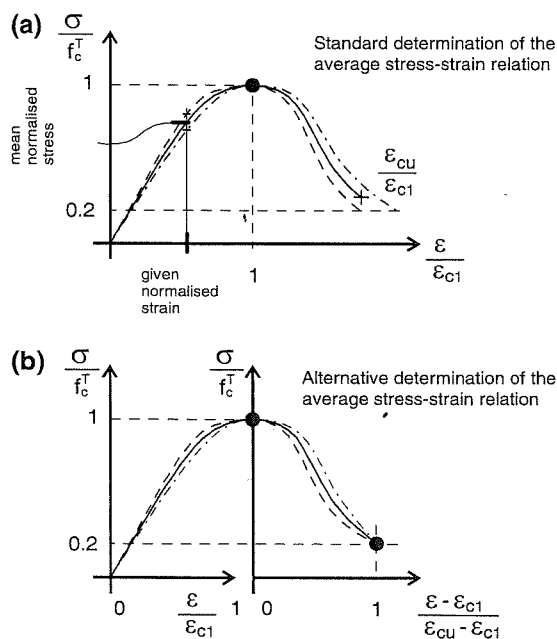 (a)
σ
f_c^T
Standard determination of the
average stress-strain relation
1
mean
normalised
stress
ε_cu
ε_c1
0.2
ε
ε_c1
given
normalised
strain
1
(b)
σ
f_c^T
σ
f_c^T
Alternative determination of the
average stress-strain relation
1
0.2
0
ε
ε_c1
1
0
1
ε - ε_c1
ε_cu - ε_c1